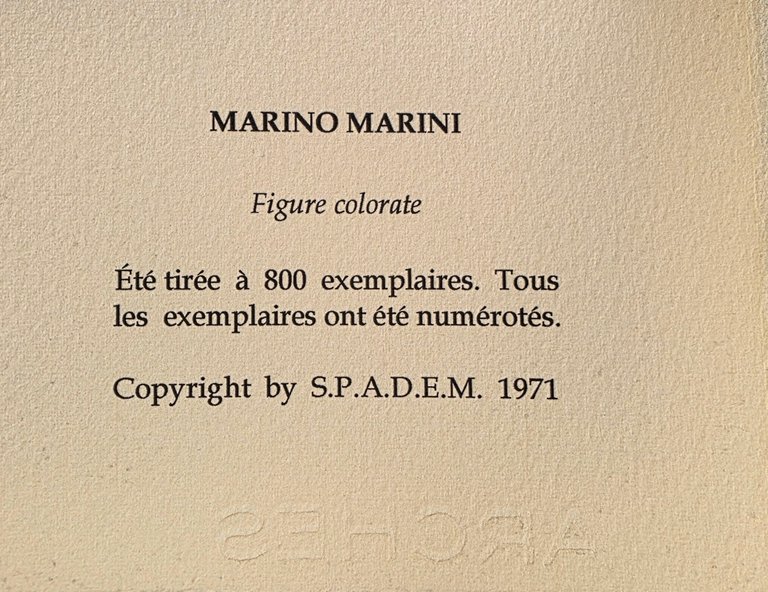 MARINO MARINI
Figure colorate
Été tirée à 800 exemplaires. Tous
les exemplaires ont été numérotés.
Copyright by S.P.A.D.E.M. 1971
ARCHES